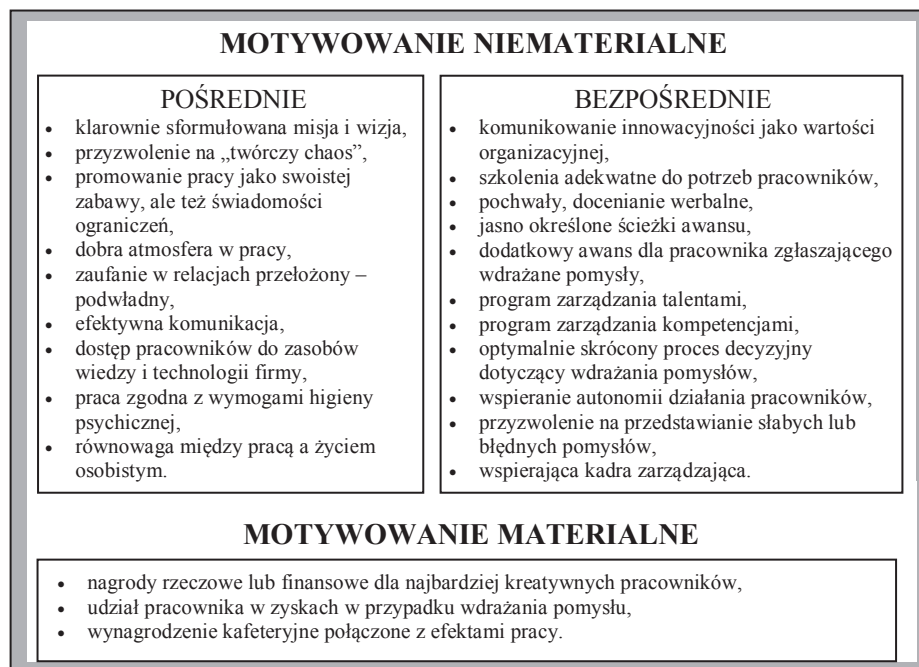 MOTYWOWANIE NIEMATERIALNE
POŚREDNIE
• klarownie sformułowana misja i wizja,
• przyzwolenie na „twórczy chaos”,
• promowanie pracy jako swoistej
zabawy, ale też świadomości
ograniczeń,
• dobra atmosfera w pracy,
• zaufanie w relacjach przełożony –
podwładny,
• efektywna komunikacja,
• dostęp pracowników do zasobów
wiedzy i technologii firmy,
• praca zgodna z wymogami higieny
psychicznej,
• równowaga między pracą a życiem
osobistym.
BEZPOŚREDNIE
• komunikowanie innowacyjności jako wartości
organizacyjnej,
• szkolenia adekwatne do potrzeb pracowników,
• pochwały, docenianie werbalne,
• jasno określone ścieżki awansu,
• dodatkowy awans dla pracownika zgłaszającego
wdrażane pomysły,
• program zarządzania talentami,
• program zarządzania kompetencjami,
• optymalnie skrócony proces decyzyjny
dotyczący wdrażania pomysłów,
• wspieranie autonomii działania pracowników,
• przyzwolenie na przedstawianie słabych lub
błędnych pomysłów,
• wspierająca kadra zarządzająca.
MOTYWOWANIE MATERIALNE
• nagrody rzeczowe lub finansowe dla najbardziej kreatywnych pracowników,
• udział pracownika w zyskach w przypadku wdrażania pomysłu,
• wynagrodzenie kafeteryjne połączone z efektami pracy.